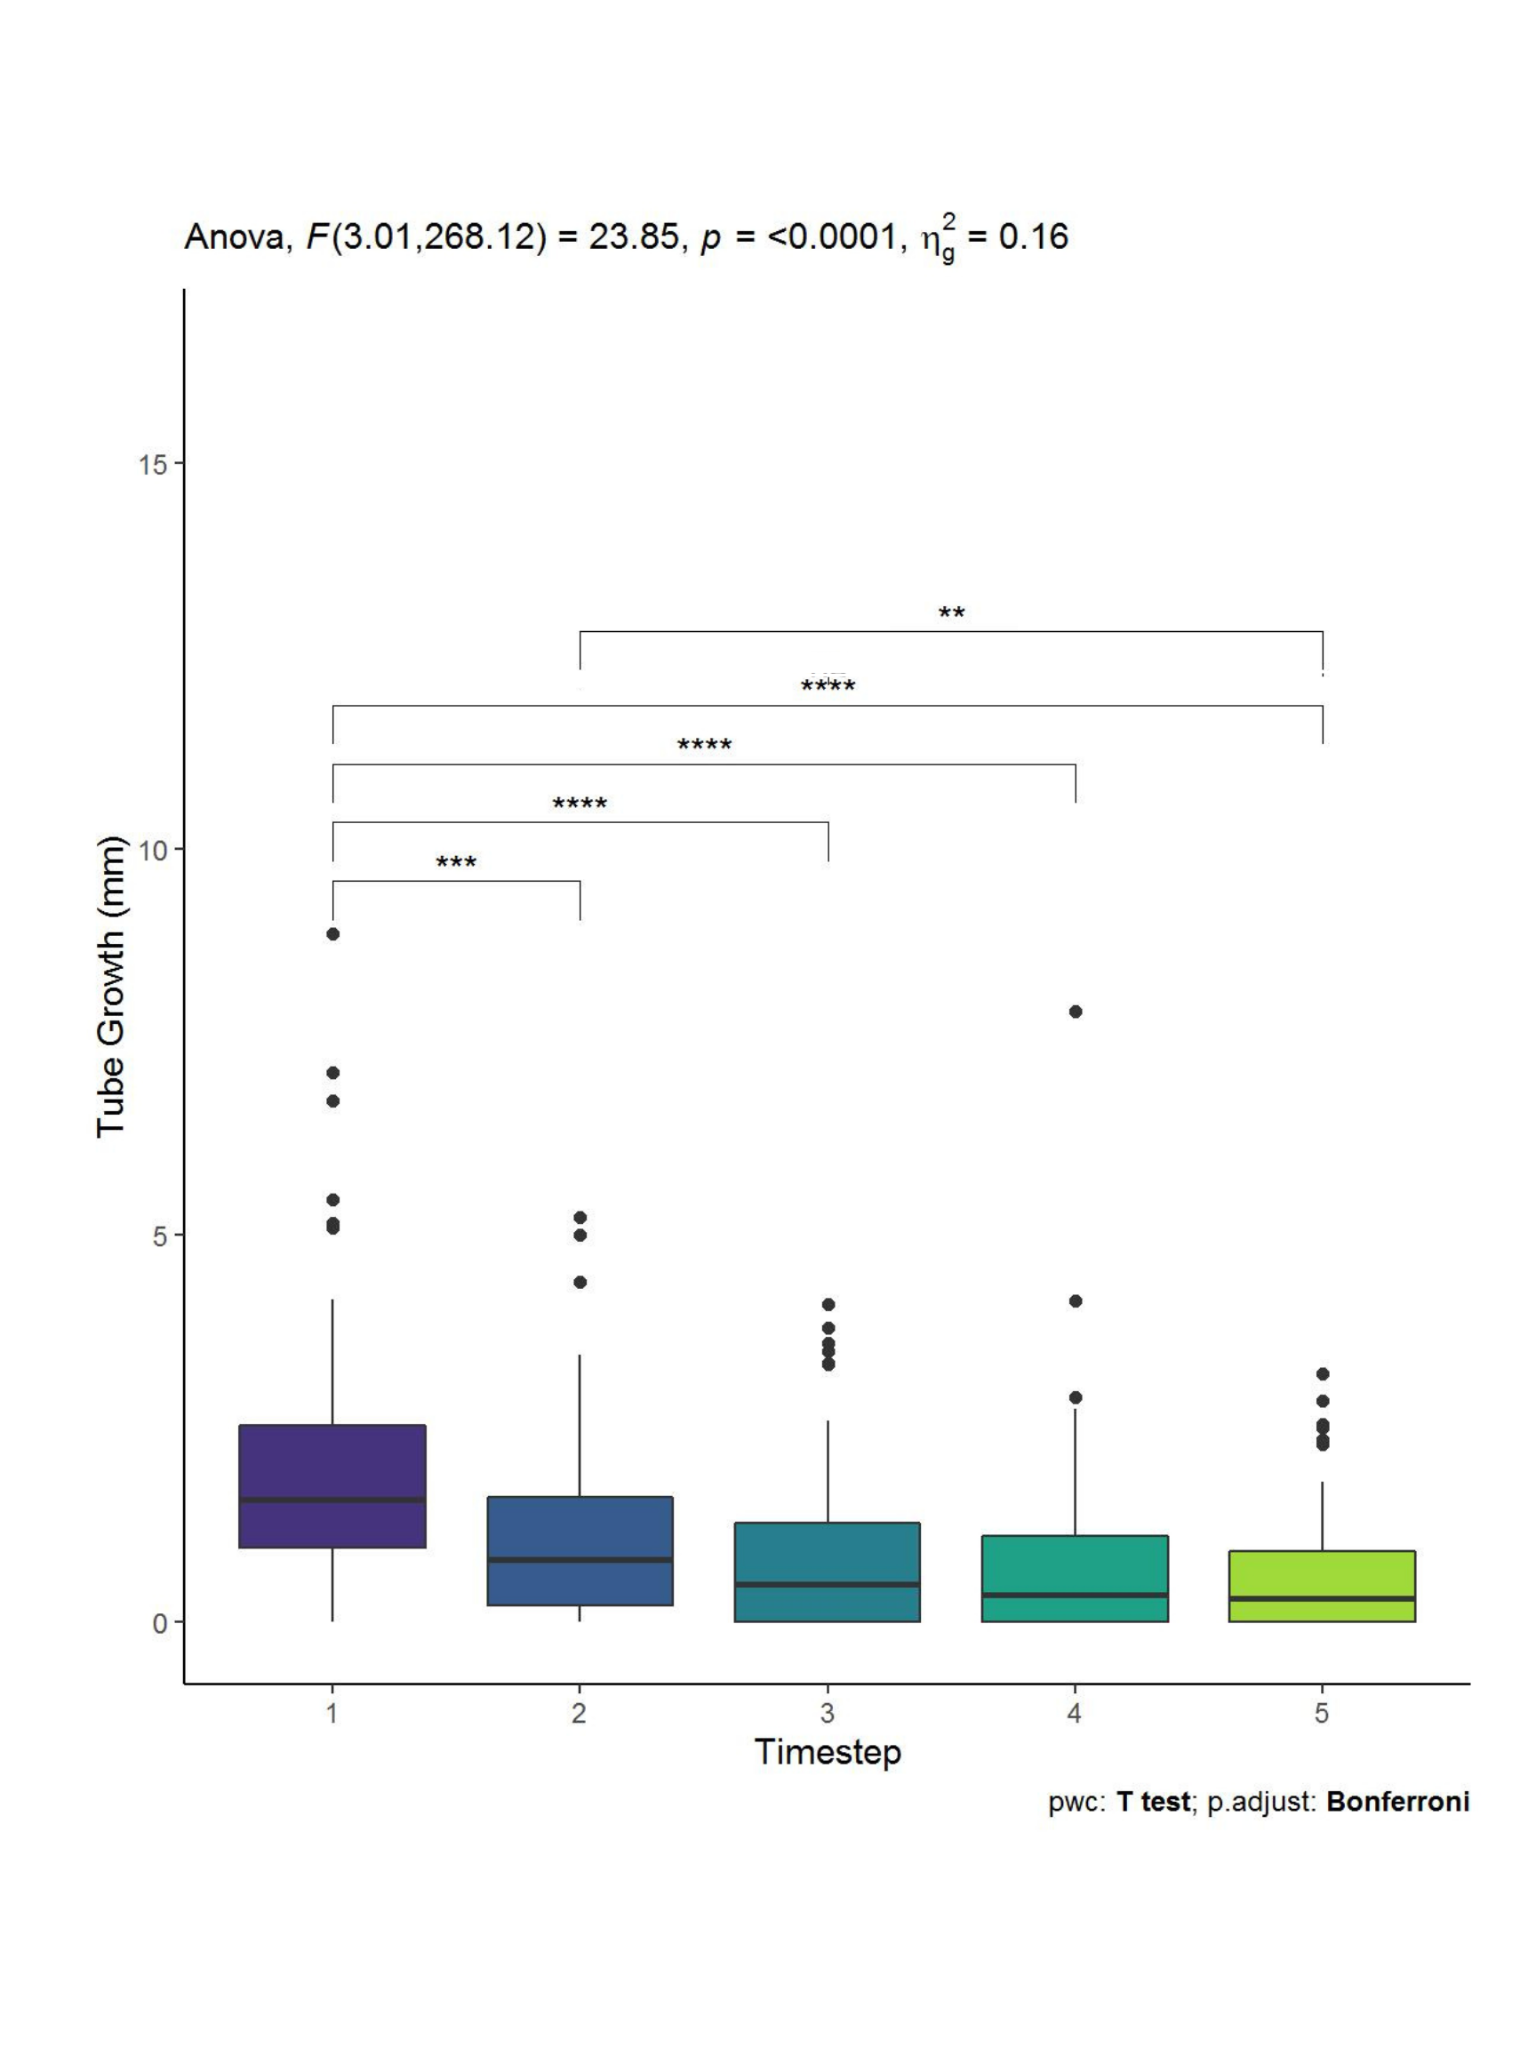 Anova, F(3.01,268.12) = 23.85, p = <0.0001, η²g = 0.16
15
**
****
****
****
10
***
Tube Growth (mm)
5
0
1 2 3 4 5
Timestep
pwc: T test; p.adjust: Bonferroni